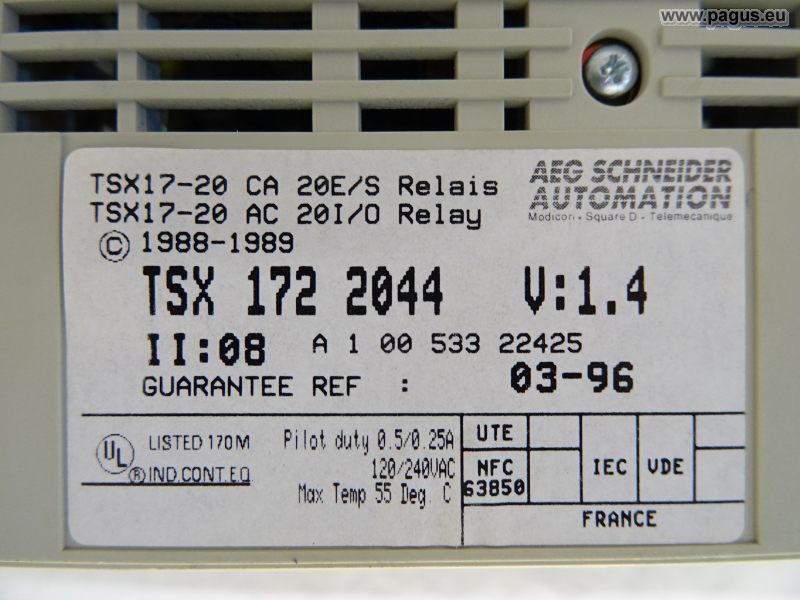 www.pagus.eu
TSX17-20 CA 20E/S Relais
TSX17-20 AC 20I/O Relay
© 1988-1989
AEG SCHNEIDER
AUTOMATION
Modicon - Square D - Telemecanique
TSX 172 2044 V:1.4
II:08 A 1 00 533 22425
GUARANTEE REF : 03-96
UL ® LISTED 170M
IND.CONT.EQ
Pilot duty 0.5/0.25A
120/240VAC
Max Temp 55 Deg. C
UTE
NFC
63850
IEC
VDE
FRANCE